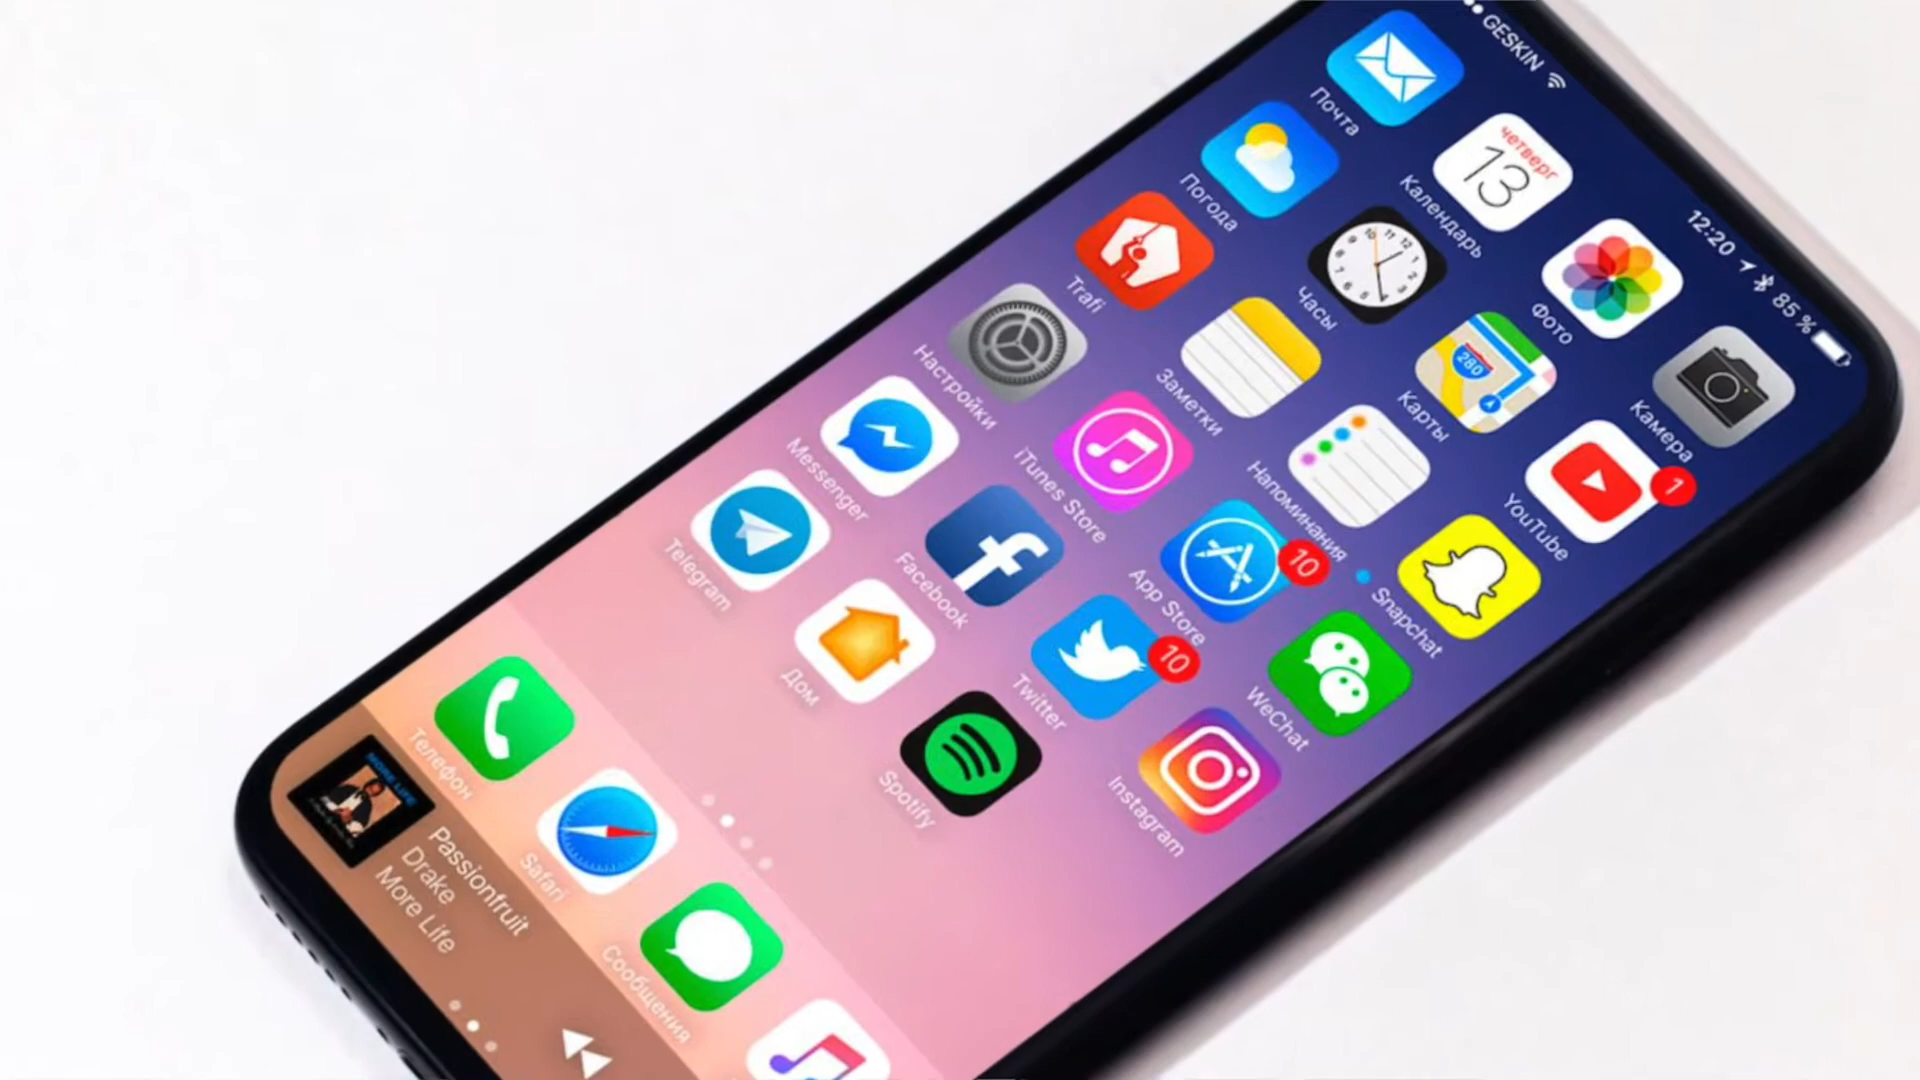 GESKIN
12:20
85 %
Почта
четверг
13
Календарь
Фото
Камера
Погода
Часы
280
Карты
1
YouTube
Trafi
Заметки
Напоминания
Snapchat
Настройки
iTunes Store
10
App Store
WeChat
Messenger
Facebook
10
Twitter
Instagram
Telegram
Дом
Spotify
Телефон
Safari
Сообщения
MORE LIFE
Passionfruit
Drake
More Life